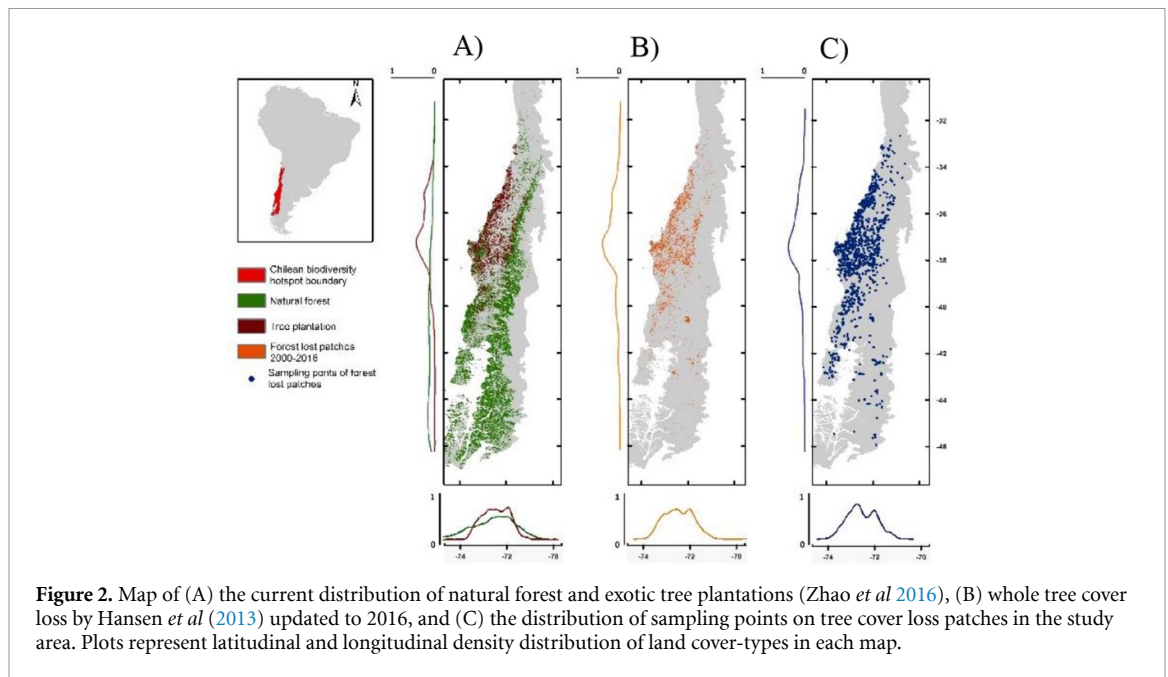 A)
B)
C)
1 0
1 0
1 0
N
-32
-34
-36
-38
-40
-42
-44
-46
Chilean biodiversity
hotspot boundary
Natural forest
Tree plantation
Forest lost patches
2000-2016
Sampling ponts of forest
lost patches
1
0
-74 -72 -70
1
0
-74 -72 -70
1
0
-74 -72 -70
Figure 2. Map of (A) the current distribution of natural forest and exotic tree plantations (Zhao et al 2016), (B) whole tree cover
loss by Hansen et al (2013) updated to 2016, and (C) the distribution of sampling points on tree cover loss patches in the study
area. Plots represent latitudinal and longitudinal density distribution of land cover-types in each map.